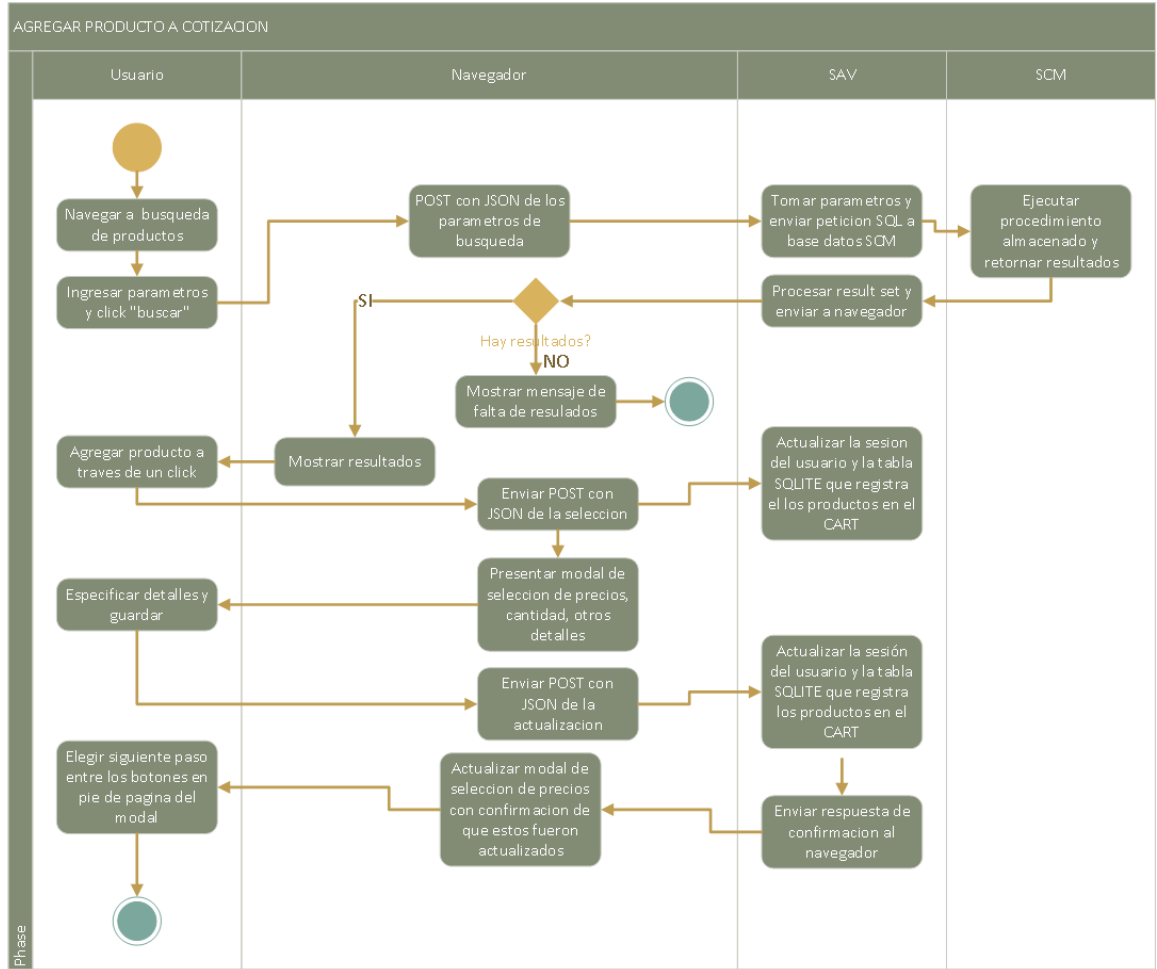 AGREGAR PRODUCTO A COTIZACION
Usuario
Navegador
SAV
SCM
Navegar a busqueda
de productos
Ingresar parametros
y click "buscar"
POST con JSON de los
parametros de
busqueda
Tomar parametros y
enviar peticion SQL a
base datos SCM
Ejecutar
procedimiento
almacenado y
retornar resultados
Procesar result set y
enviar a navegador
SI
Hay resultados?
NO
Mostrar mensaje de
falta de resulados
Mostrar resultados
Agregar producto a
traves de un click
Enviar POST con
JSON de la seleccion
Actualizar la sesion
del usuario y la tabla
SQLITE que registra
el los productos en el
CART
Presentar modal de
seleccion de precios,
cantidad, otros
detalles
Especificar detalles y
guardar
Enviar POST con
JSON de la
actualizacion
Actualizar la sesión
del usuario y la tabla
SQLITE que registra
los productos en el
CART
Enviar respuesta de
confirmacion al
navegador
Actualizar modal de
seleccion de precios
con confirmacion de
que estos fueron
actualizados
Elegir siguiente paso
entre los botones en
pie de pagina del
modal
Phase